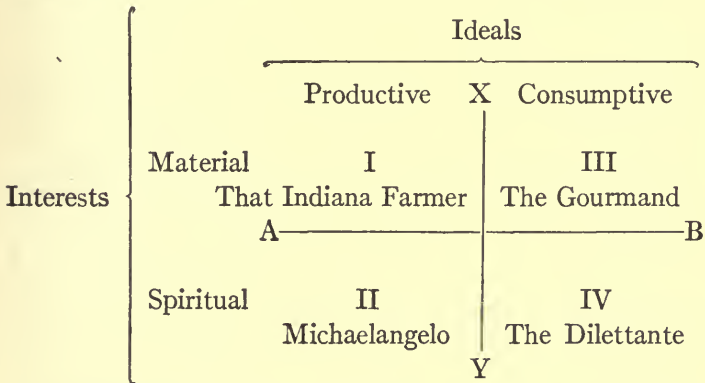 Ideals
Productive X Consumptive
Material I III
Interests That Indiana Farmer The Gourmand
A B
Spiritual II IV
Michaelangelo The Dilettante
Y